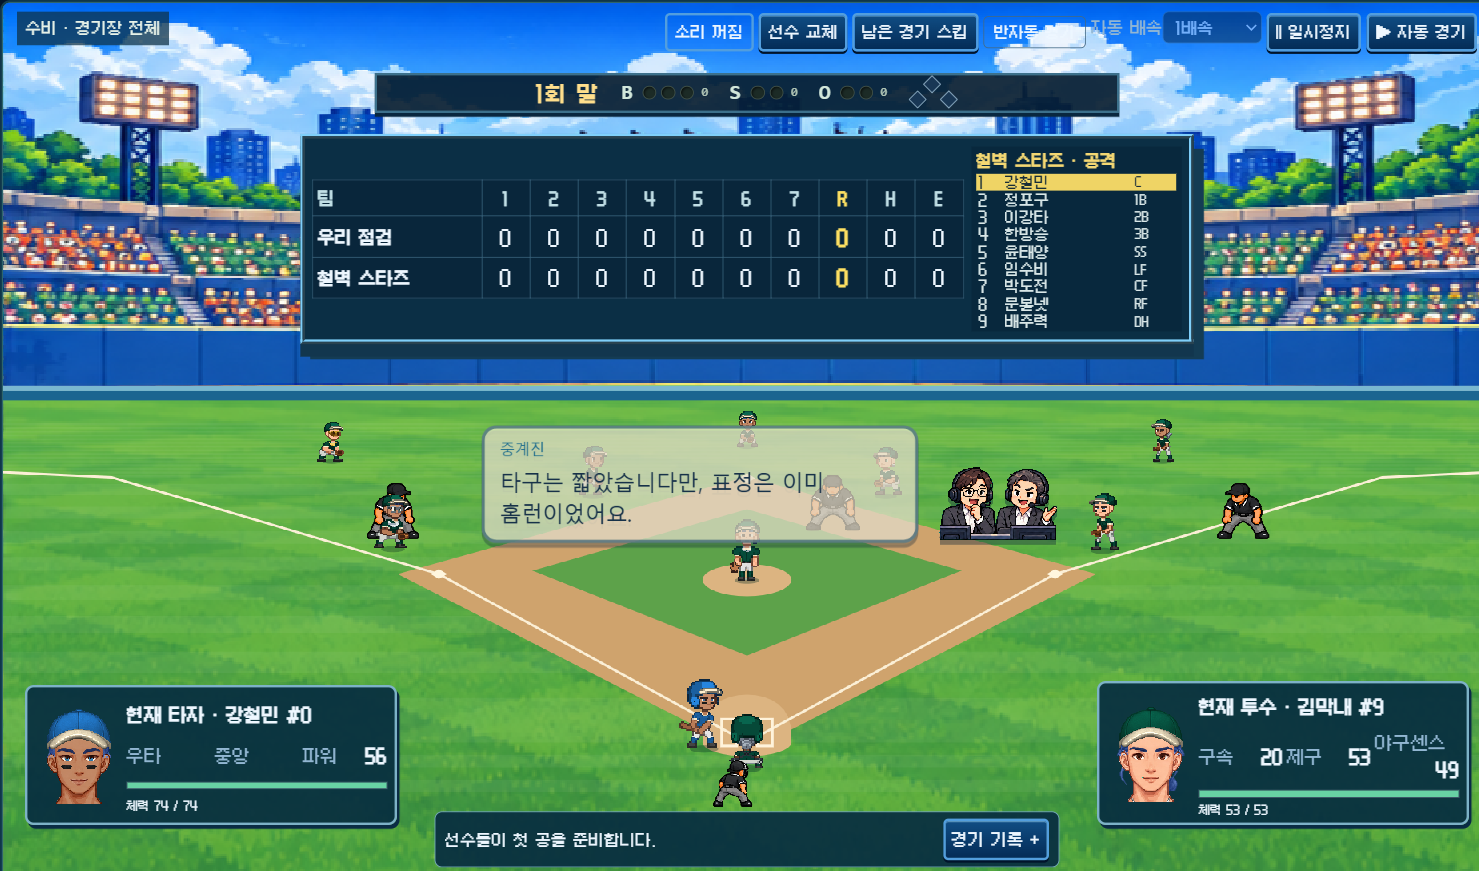 수비 · 경기장 전체
소리 꺼짐
선수 교체
남은 경기 스킵
반자동
자동 배속
1배속
Ⅱ 일시정지
▶ 자동 경기
1회 말 B 0 S 0 O 0
팀 1 2 3 4 5 6 7 R H E
우리 점검 0 0 0 0 0 0 0 0 0 0
철벽 스타즈 0 0 0 0 0 0 0 0 0 0
철벽 스타즈 · 공격
1 강철민 C
2 정포구 1B
3 이강타 2B
4 한방승 3B
5 윤태양 SS
6 임수비 LF
7 박도전 CF
8 문볼넷 RF
9 배주력 DH
중계진
타구는 짧았습니다만, 표정은 이미
홈런이었어요.
현재 타자 · 강철민 #0
우타 중앙 파워 56
체력 74 / 74
현재 투수 · 김막내 #9
구속 20 제구 53 야구센스 49
체력 53 / 53
선수들이 첫 공을 준비합니다.
경기 기록 +